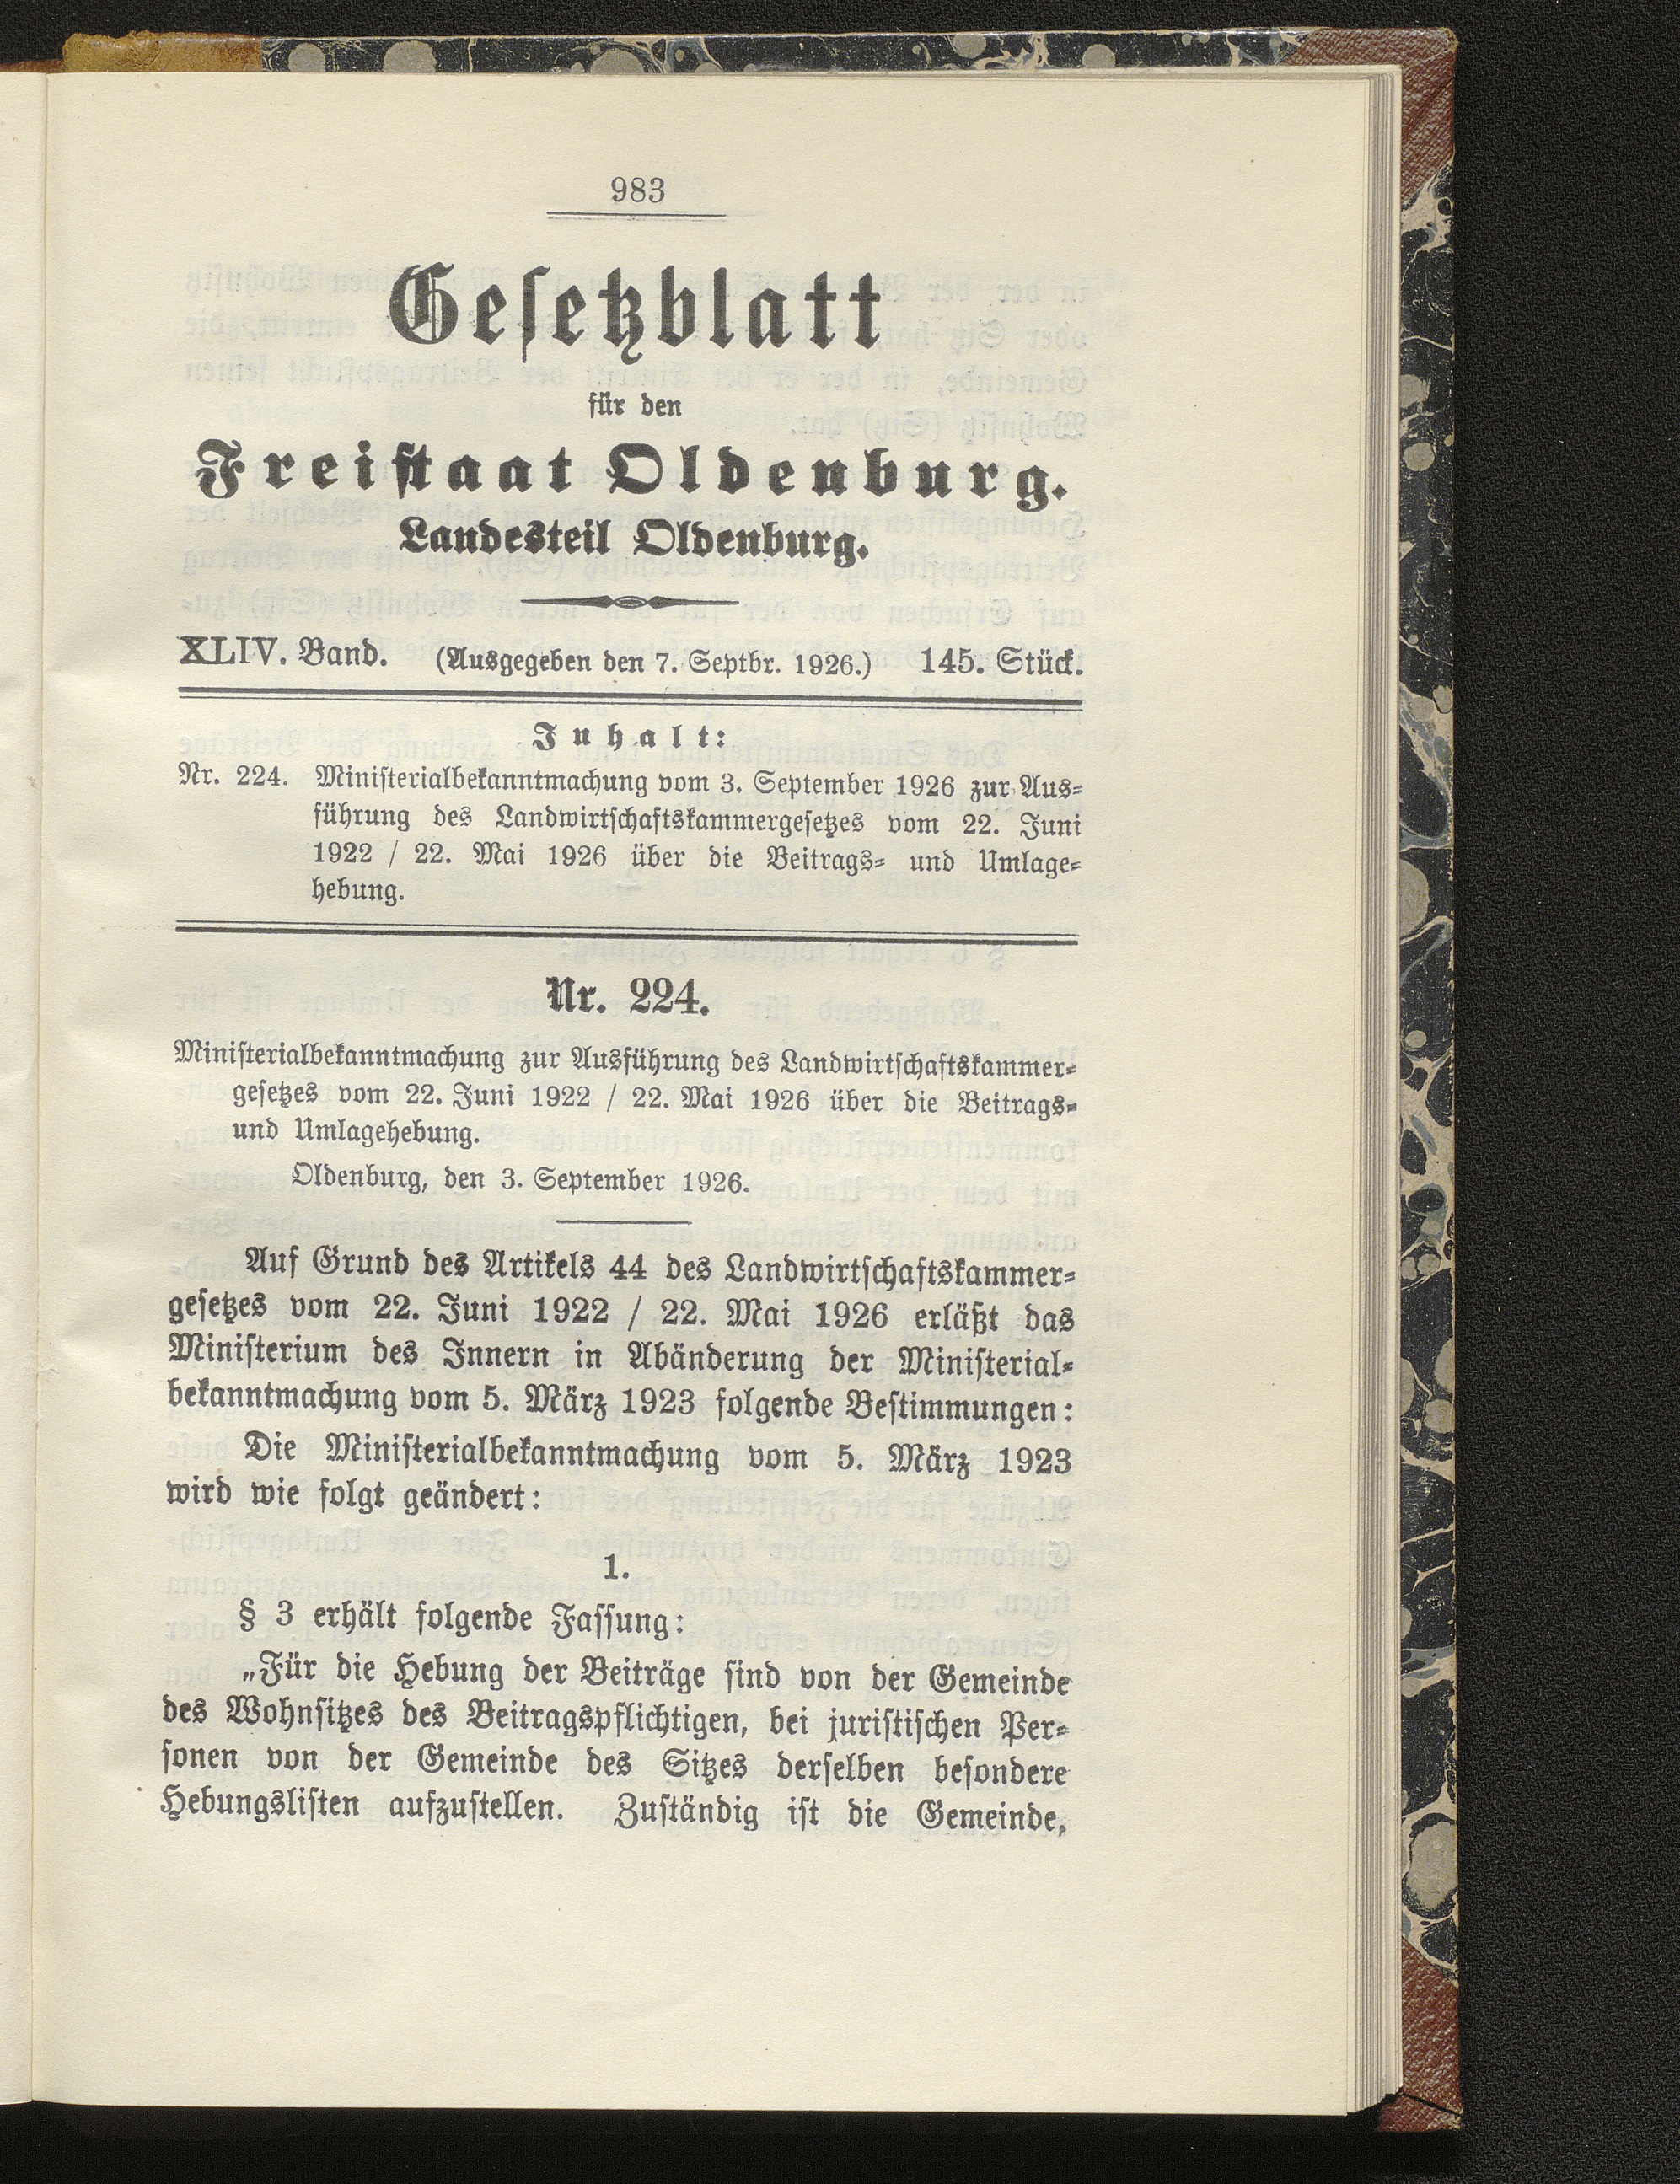 983
Gesetzblatt
für den
Freistaat Oldenburg.
Landesteil Oldenburg.
XLIV. Band. (Ausgegeben den 7. Septbr. 1926.) 145. Stück.
Inhalt:
Nr. 224. Ministerialbekanntmachung vom 3. September 1926 zur Aus-
führung des Landwirtschaftskammergesetzes vom 22. Juni
1922 / 22. Mai 1926 über die Beitrags- und Umlage-
hebung.
Nr. 224.
Ministerialbekanntmachung zur Ausführung des Landwirtschaftskammer-
gesetzes vom 22. Juni 1922 / 22. Mai 1926 über die Beitrags-
und Umlagehebung.
Oldenburg, den 3. September 1926.
Auf Grund des Artikels 44 des Landwirtschaftskammer-
gesetzes vom 22. Juni 1922 / 22. Mai 1926 erläßt das
Ministerium des Innern in Abänderung der Ministerial-
bekanntmachung vom 5. März 1923 folgende Bestimmungen:
Die Ministerialbekanntmachung vom 5. März 1923
wird wie folgt geändert:
1.
§ 3 erhält folgende Fassung:
„Für die Hebung der Beiträge sind von der Gemeinde
des Wohnsitzes des Beitragspflichtigen, bei juristischen Per-
sonen von der Gemeinde des Sitzes derselben besondere
Hebungslisten aufzustellen. Zuständig ist die Gemeinde,